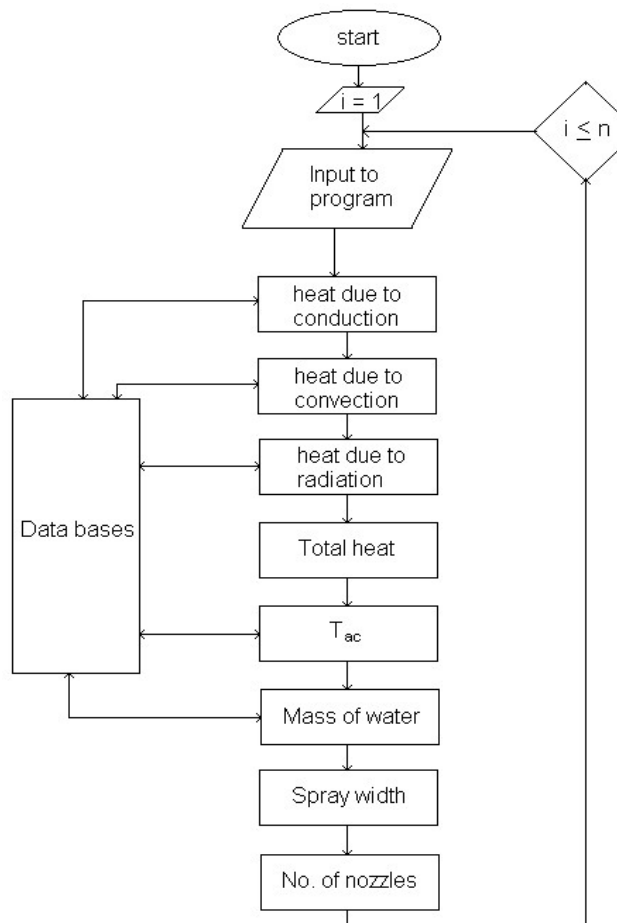 start
i = 1
i ≤ n
Input to
program
heat due to
conduction
heat due to
convection
heat due to
radiation
Data bases
Total heat
Tac
Mass of water
Spray width
No. of nozzles